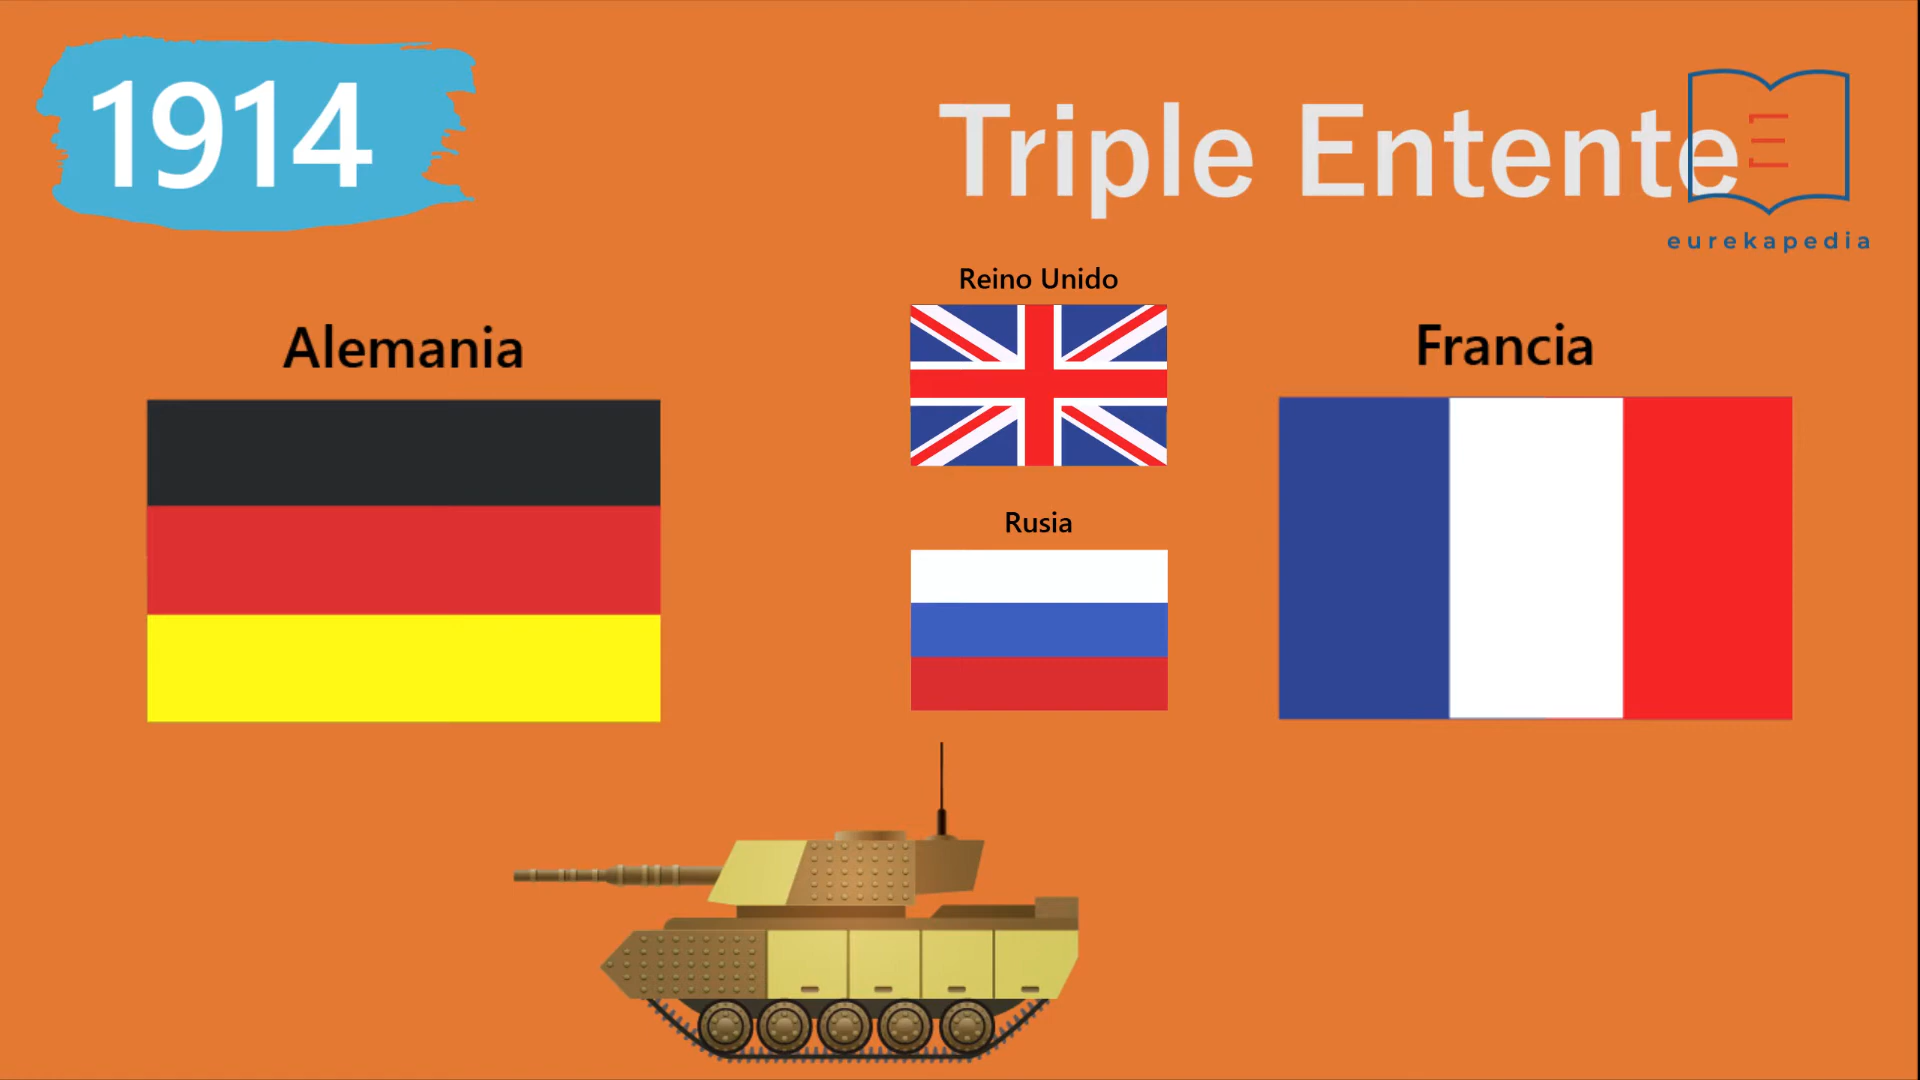 1914
Triple Entente
eurekapedia
Reino Unido
Alemania
Francia
Rusia